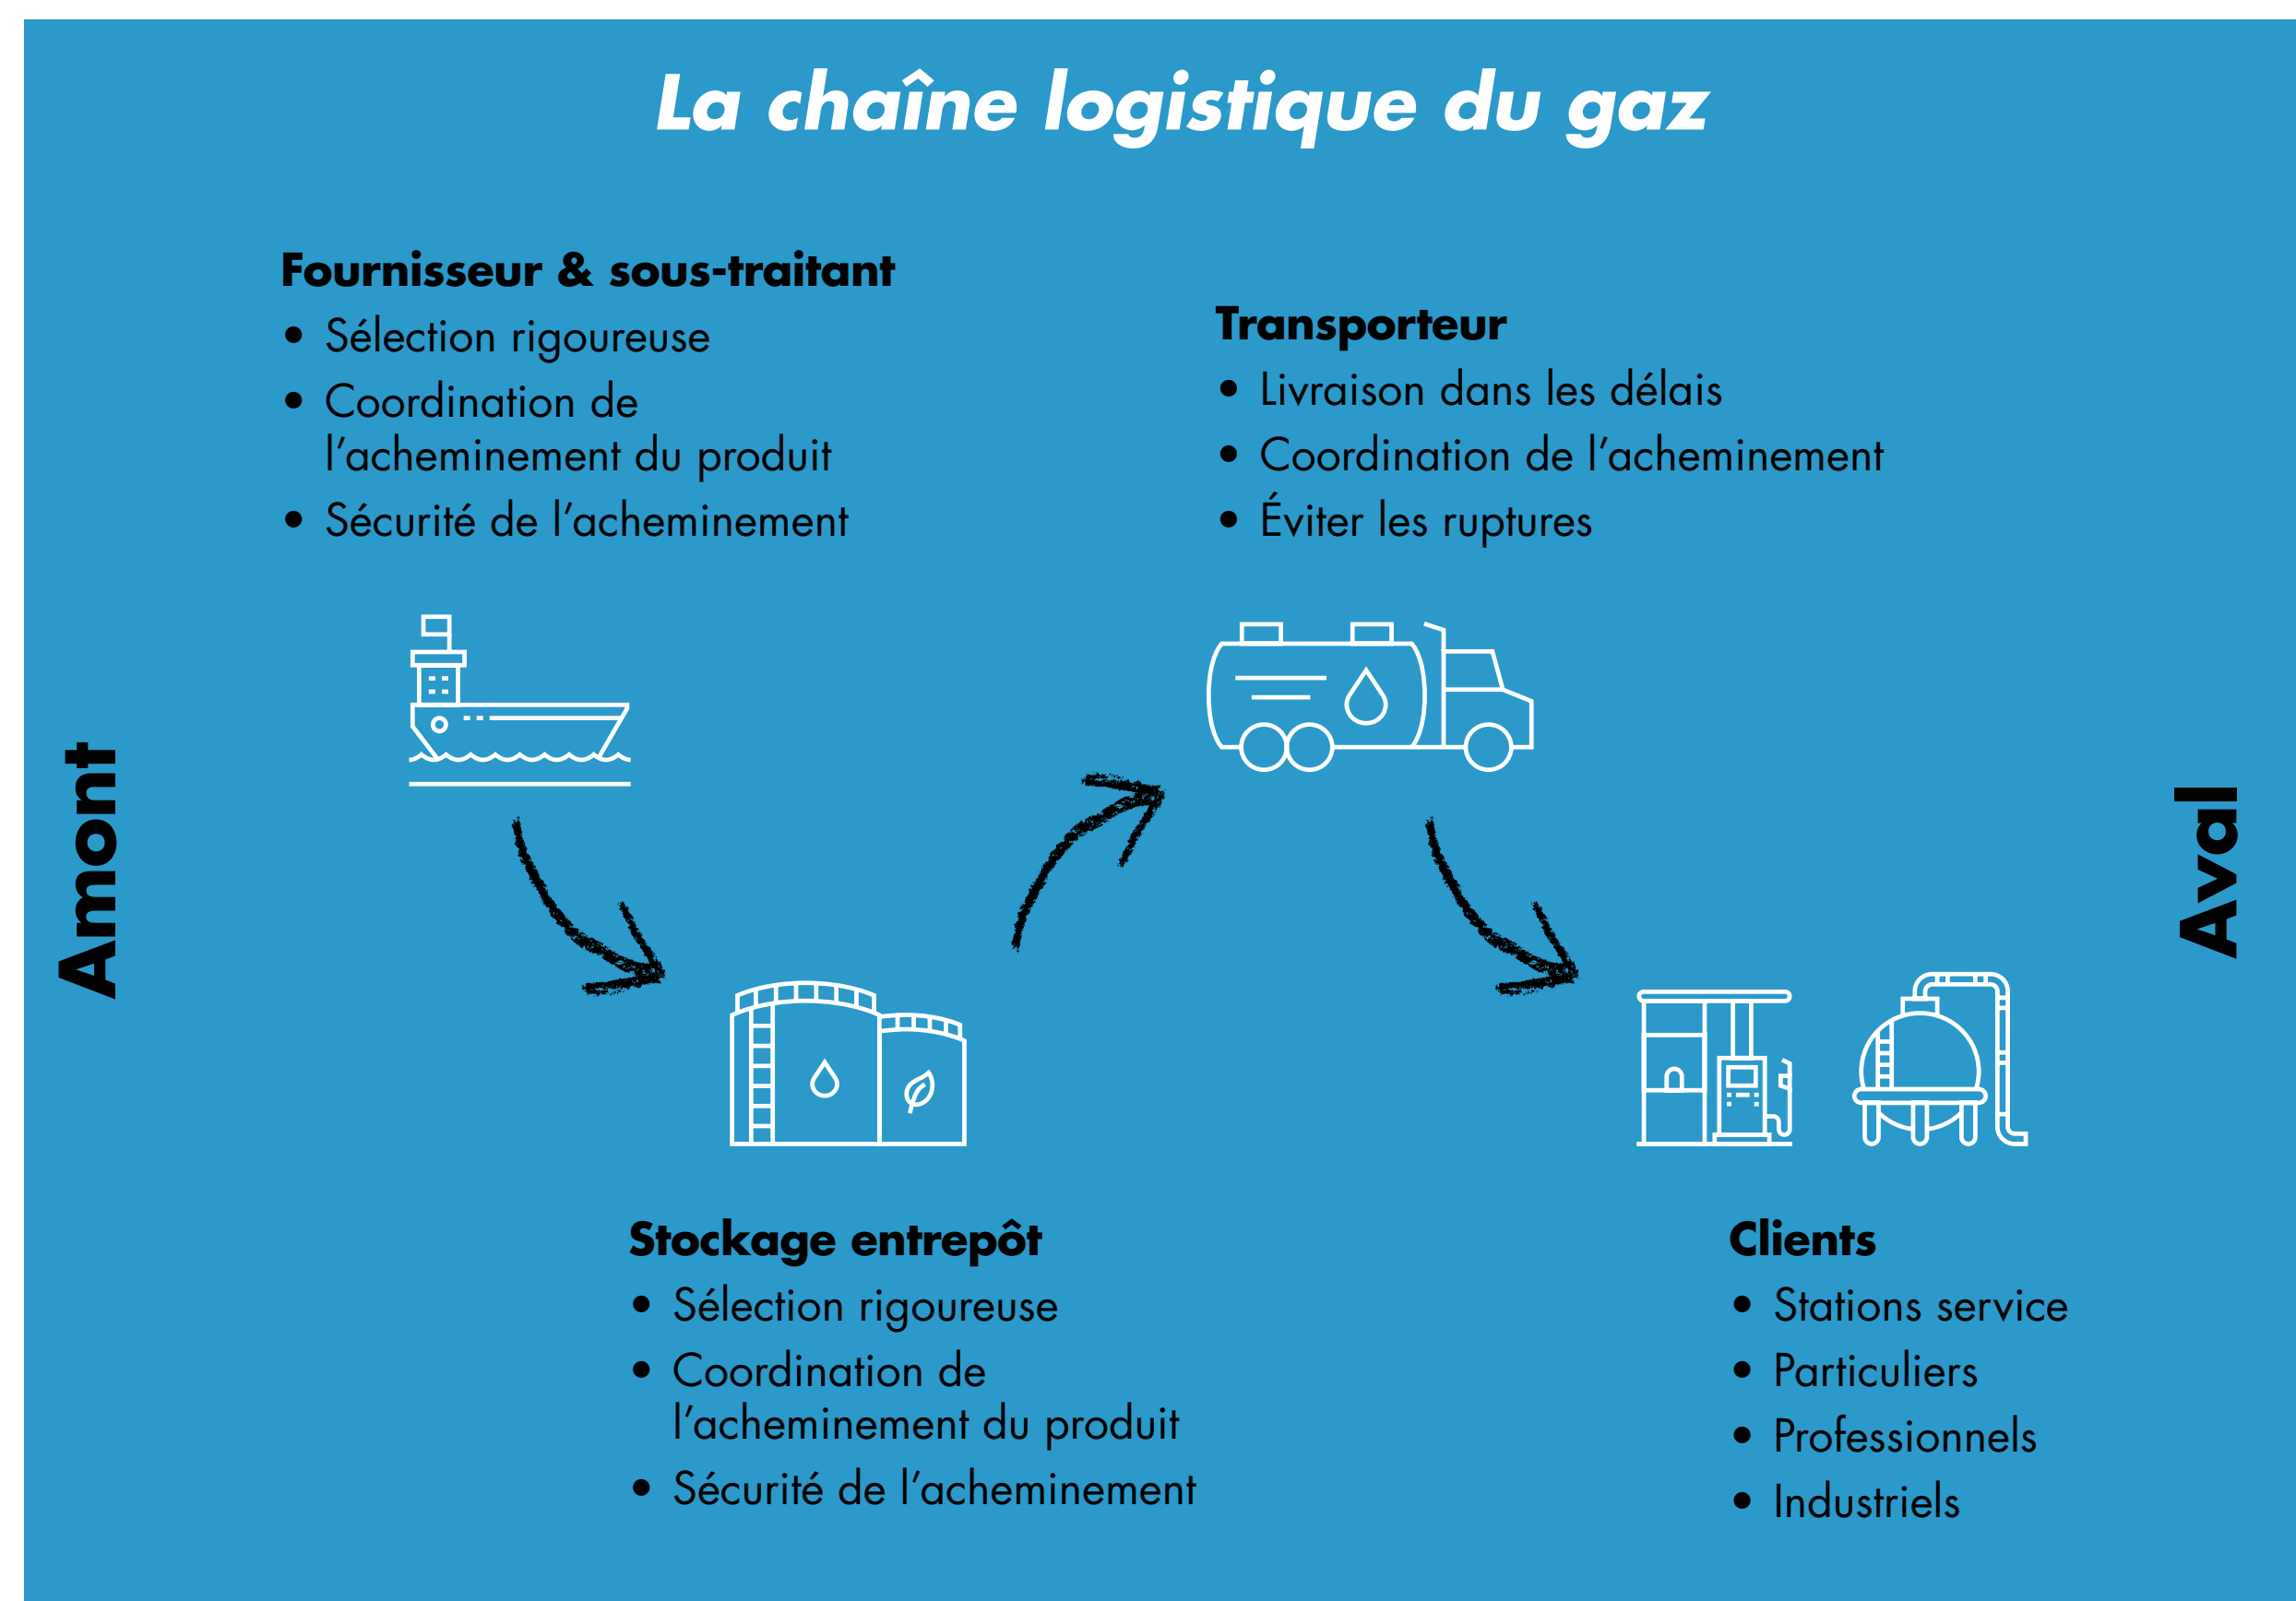 La chaîne logistique du gaz
Amont
Fournisseur & sous-traitant
• Sélection rigoureuse
• Coordination de
l’acheminement du produit
• Sécurité de l’acheminement
Stockage entrepôt
• Sélection rigoureuse
• Coordination de
l’acheminement du produit
• Sécurité de l’acheminement
Transporteur
• Livraison dans les délais
• Coordination de l’acheminement
• Éviter les ruptures
Clients
• Stations service
• Particuliers
• Professionnels
• Industriels
Aval